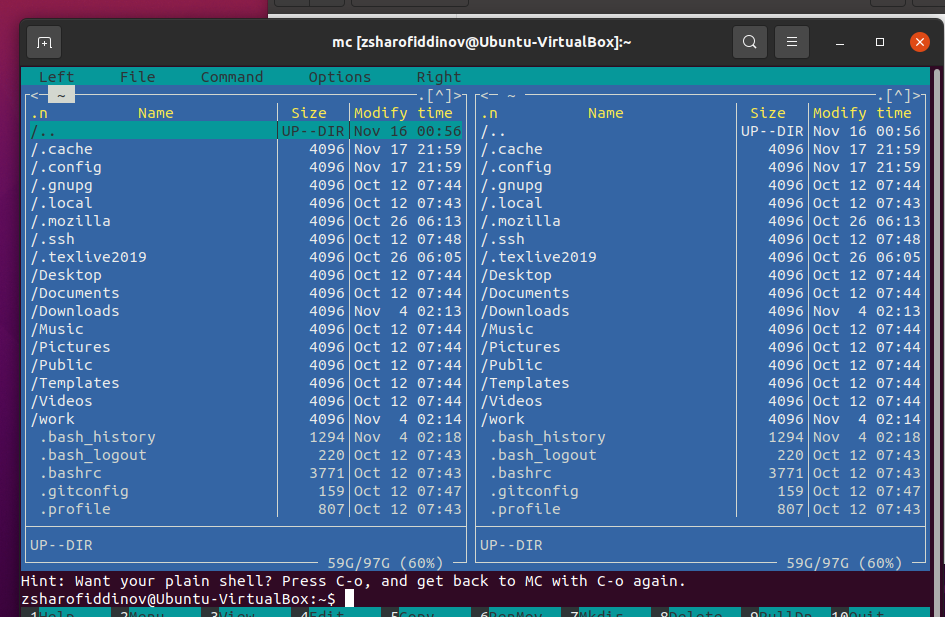 mc [zsharofiddinov@Ubuntu-VirtualBox]:~
Left File Command Options Right
<- ~ .[^]> <- ~ .[^]>
.n Name Size Modify time .n Name Size Modify time
/.. UP--DIR Nov 16 00:56 /.. UP--DIR Nov 16 00:56
/.cache 4096 Nov 17 21:59 /.cache 4096 Nov 17 21:59
/.config 4096 Nov 17 21:59 /.config 4096 Nov 17 21:59
/.gnupg 4096 Oct 12 07:44 /.gnupg 4096 Oct 12 07:44
/.local 4096 Oct 12 07:43 /.local 4096 Oct 12 07:43
/.mozilla 4096 Oct 26 06:13 /.mozilla 4096 Oct 26 06:13
/.ssh 4096 Oct 12 07:48 /.ssh 4096 Oct 12 07:48
/.texlive2019 4096 Oct 26 06:05 /.texlive2019 4096 Oct 26 06:05
/Desktop 4096 Oct 12 07:44 /Desktop 4096 Oct 12 07:44
/Documents 4096 Oct 12 07:44 /Documents 4096 Oct 12 07:44
/Downloads 4096 Nov 4 02:13 /Downloads 4096 Nov 4 02:13
/Music 4096 Oct 12 07:44 /Music 4096 Oct 12 07:44
/Pictures 4096 Oct 12 07:44 /Pictures 4096 Oct 12 07:44
/Public 4096 Oct 12 07:44 /Public 4096 Oct 12 07:44
/Templates 4096 Oct 12 07:44 /Templates 4096 Oct 12 07:44
/Videos 4096 Oct 12 07:44 /Videos 4096 Oct 12 07:44
/work 4096 Nov 4 02:14 /work 4096 Nov 4 02:14
.bash_history 1294 Nov 4 02:18 .bash_history 1294 Nov 4 02:18
.bash_logout 220 Oct 12 07:43 .bash_logout 220 Oct 12 07:43
.bashrc 3771 Oct 12 07:43 .bashrc 3771 Oct 12 07:43
.gitconfig 159 Oct 12 07:47 .gitconfig 159 Oct 12 07:47
.profile 807 Oct 12 07:43 .profile 807 Oct 12 07:43
UP--DIR UP--DIR
59G/97G (60%) 59G/97G (60%)
Hint: Want your plain shell? Press C-o, and get back to MC with C-o again.
zsharofiddinov@Ubuntu-VirtualBox:~$
1Help 2Menu 3View 4Edit 5Copy 6RenMov 7Mkdir 8Delete 9PullDn 10Quit